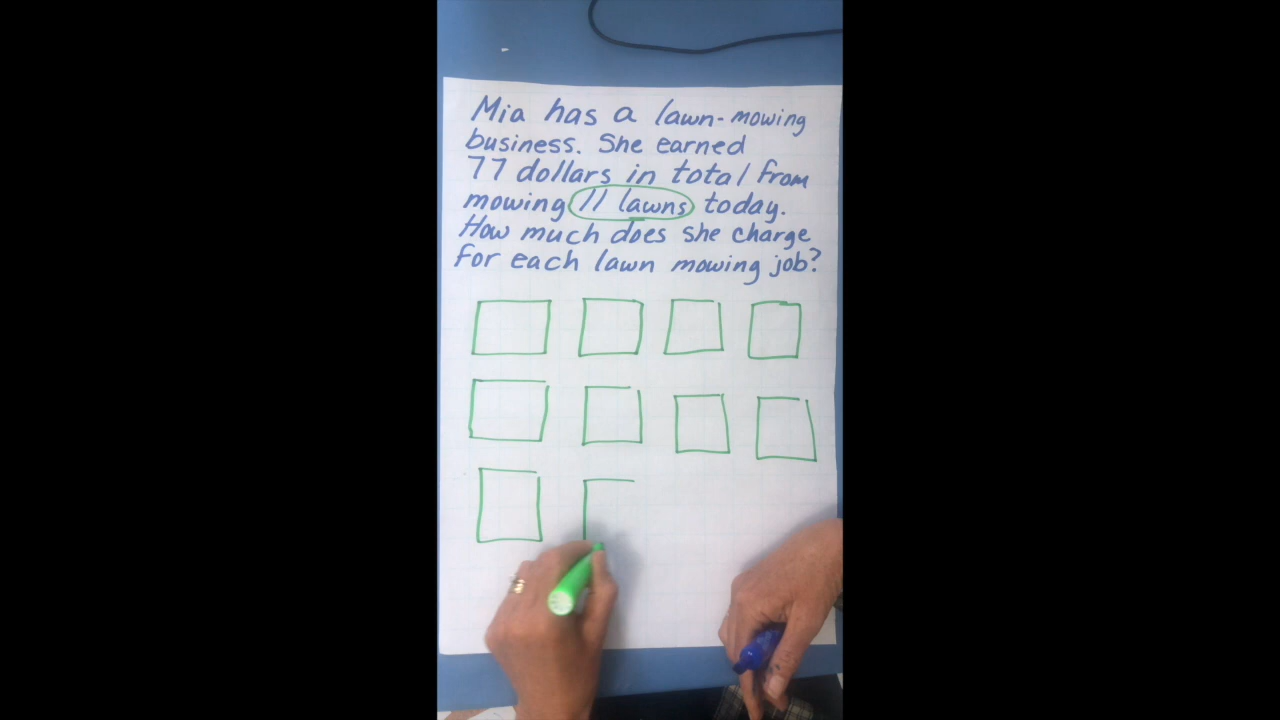 Mia has a lawn-mowing
business. She earned
77 dollars in total from
mowing 11 lawns today.
How much does she charge
for each lawn mowing job?